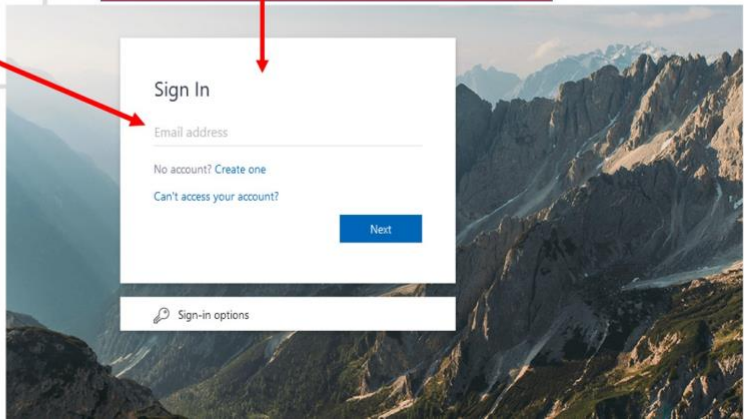 Sign In
Email address
No account? Create one
Can't access your account?
Next
Sign-in options